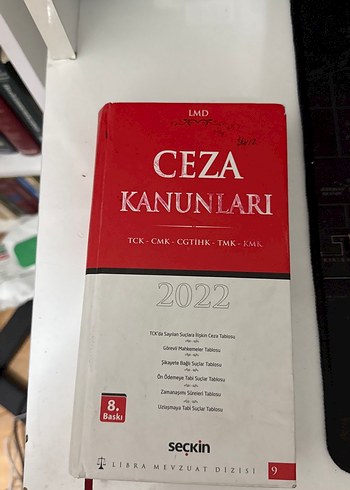 LMD
CEZA
KANUNLARI
TCK - CMK - CGTİHK - TMK - KMK
2022
TCK'da Sayılan Suçlara İlişkin Ceza Tablosu
Görevli Mahkemeler Tablosu
Şikayete Bağlı Suçlar Tablosu
Ön Ödemeye Tabi Suçlar Tablosu
Zamanaşımı Süreleri Tablosu
Uzlaşmaya Tabi Suçlar Tablosu
8.
Baskı
seçkin
LIBRA MEVZUAT DİZİSİ 9